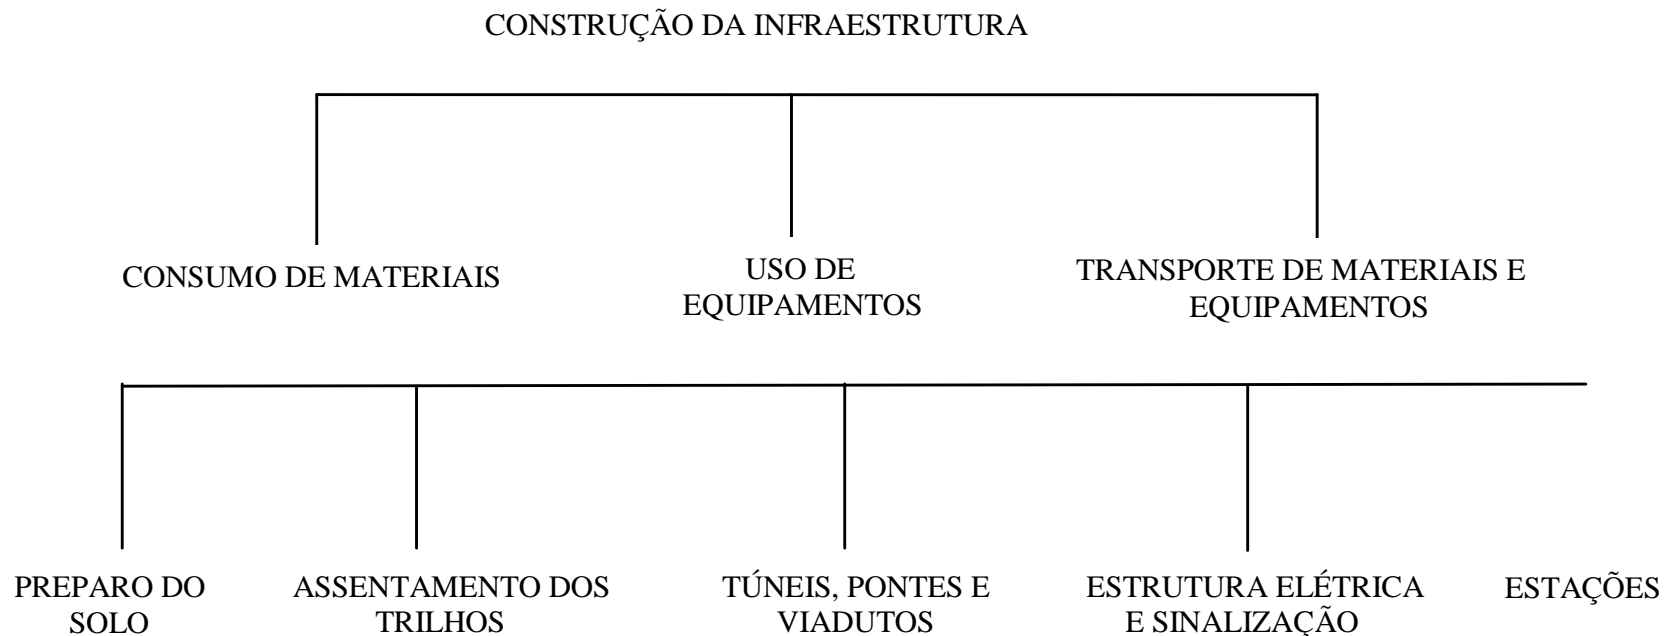 CONSTRUÇÃO DA INFRAESTRUTURA
CONSUMO DE MATERIAIS
USO DE
EQUIPAMENTOS
TRANSPORTE DE MATERIAIS E
EQUIPAMENTOS
PREPARO DO
SOLO
ASSENTAMENTO DOS
TRILHOS
TÚNEIS, PONTES E
VIADUTOS
ESTRUTURA ELÉTRICA
E SINALIZAÇÃO
ESTAÇÕES